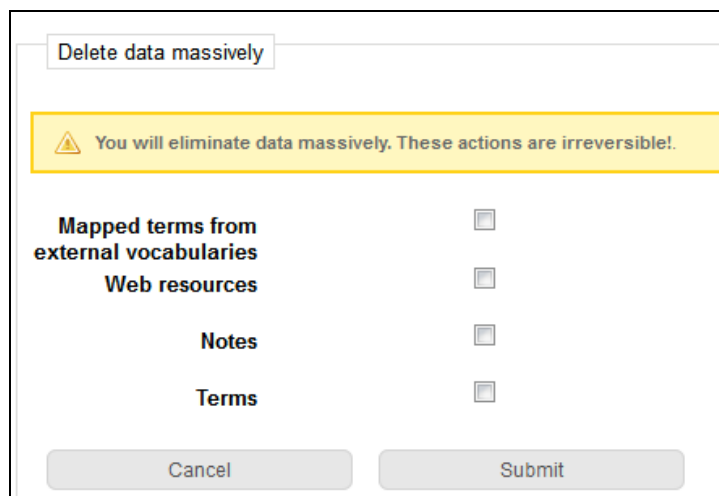 Delete data massively
You will eliminate data massively. These actions are irreversible!.
Mapped terms from
external vocabularies
Web resources
Notes
Terms
Cancel Submit